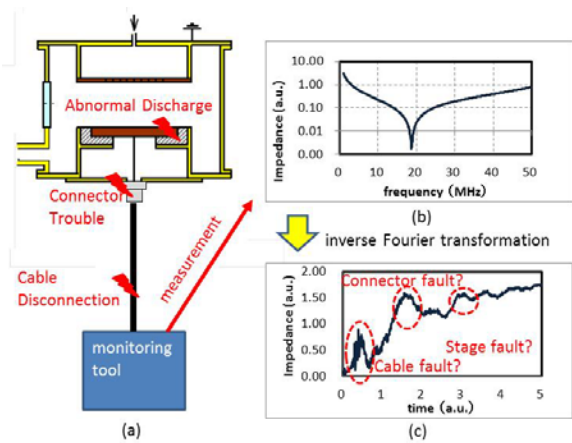 Abnormal Discharge
Connector
Trouble
Cable
Disconnection
measurement
monitoring
tool
(a)
Impedance (a.u.)
10.00
1.00
0.10
0.01
0.00
0
10
20
30
40
50
frequency (MHz)
(b)
inverse Fourier transformation
Impedance (a.u.)
2.00
1.50
1.00
0.50
0.00
Connector fault?
Stage fault?
Cable fault?
0
1
2
3
4
5
time (a.u.)
(c)